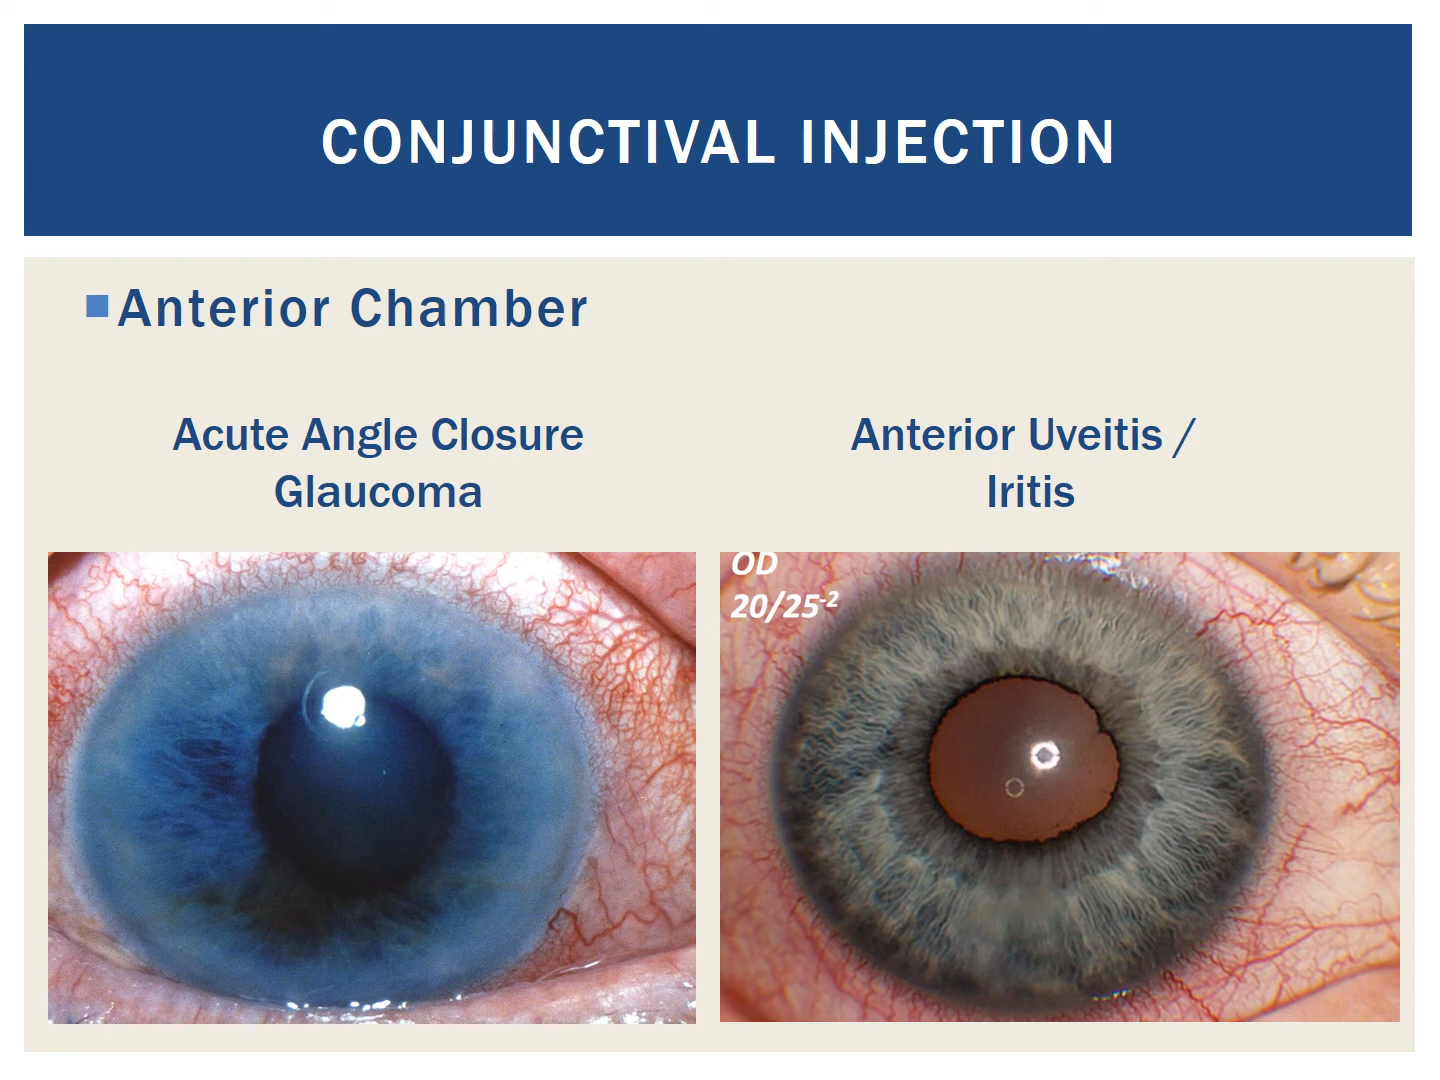 CONJUNCTIVAL INJECTION
Anterior Chamber
Acute Angle Closure
Glaucoma
Anterior Uveitis /
Iritis
OD
20/25-2